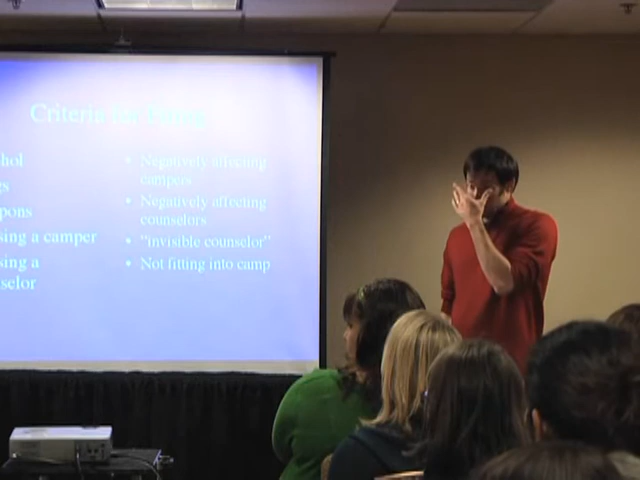 Criteria for Firing
hol
gs
pons
sing a camper
sing a
selor
• Negatively affecting
campers
• Negatively affecting
counselors
• "invisible counselor"
• Not fitting into camp